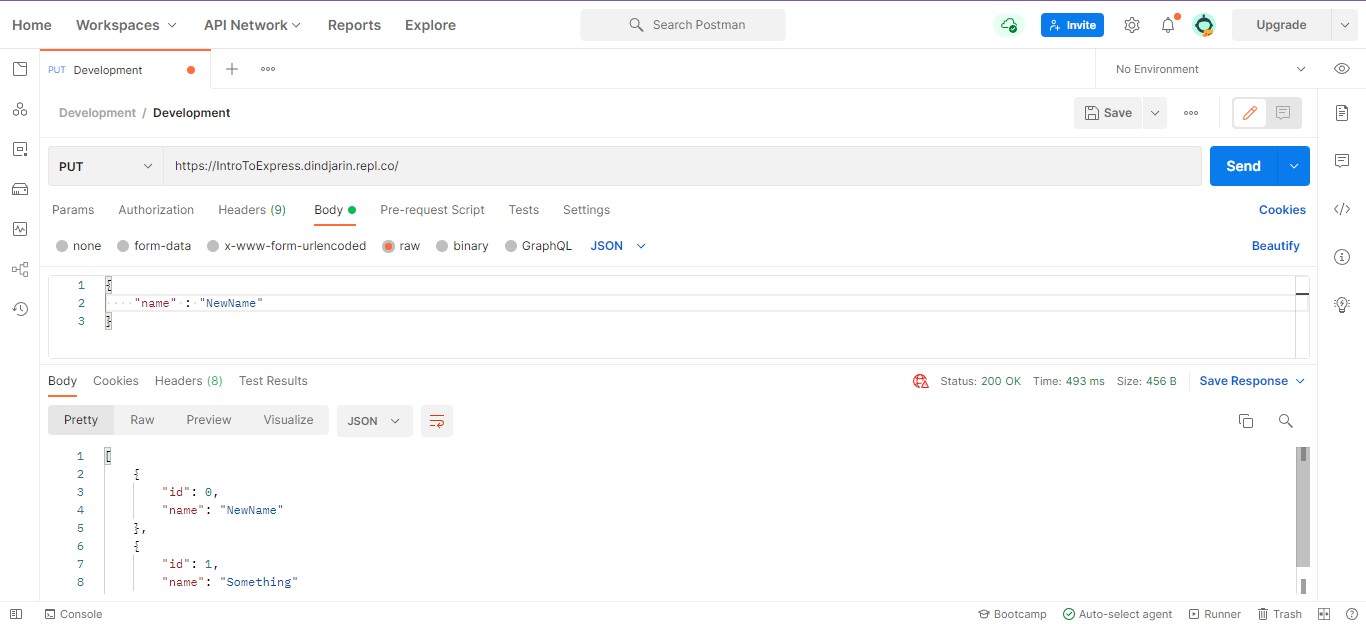 Home Workspaces API Network Reports Explore Search Postman Invite Upgrade
PUT Development No Environment
Development / Development Save
PUT https://IntroToExpress.dindjarin.repl.co/ Send
Params Authorization Headers (9) Body Pre-request Script Tests Settings Cookies
none form-data x-www-form-urlencoded raw binary GraphQL JSON Beautify
1 {
2 "name" : "NewName"
3 }
Body Cookies Headers (8) Test Results Status: 200 OK Time: 493 ms Size: 456 B Save Response
Pretty Raw Preview Visualize JSON
1 [
2 {
3 "id": 0,
4 "name": "NewName"
5 },
6 {
7 "id": 1,
8 "name": "Something"
Console Bootcamp Auto-select agent Runner Trash